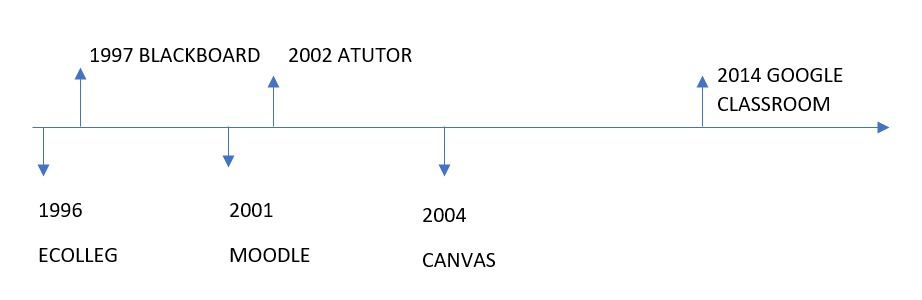 1997 BLACKBOARD
2002 ATUTOR
2014 GOOGLE
CLASSROOM
1996
ECOLLEG
2001
MOODLE
2004
CANVAS